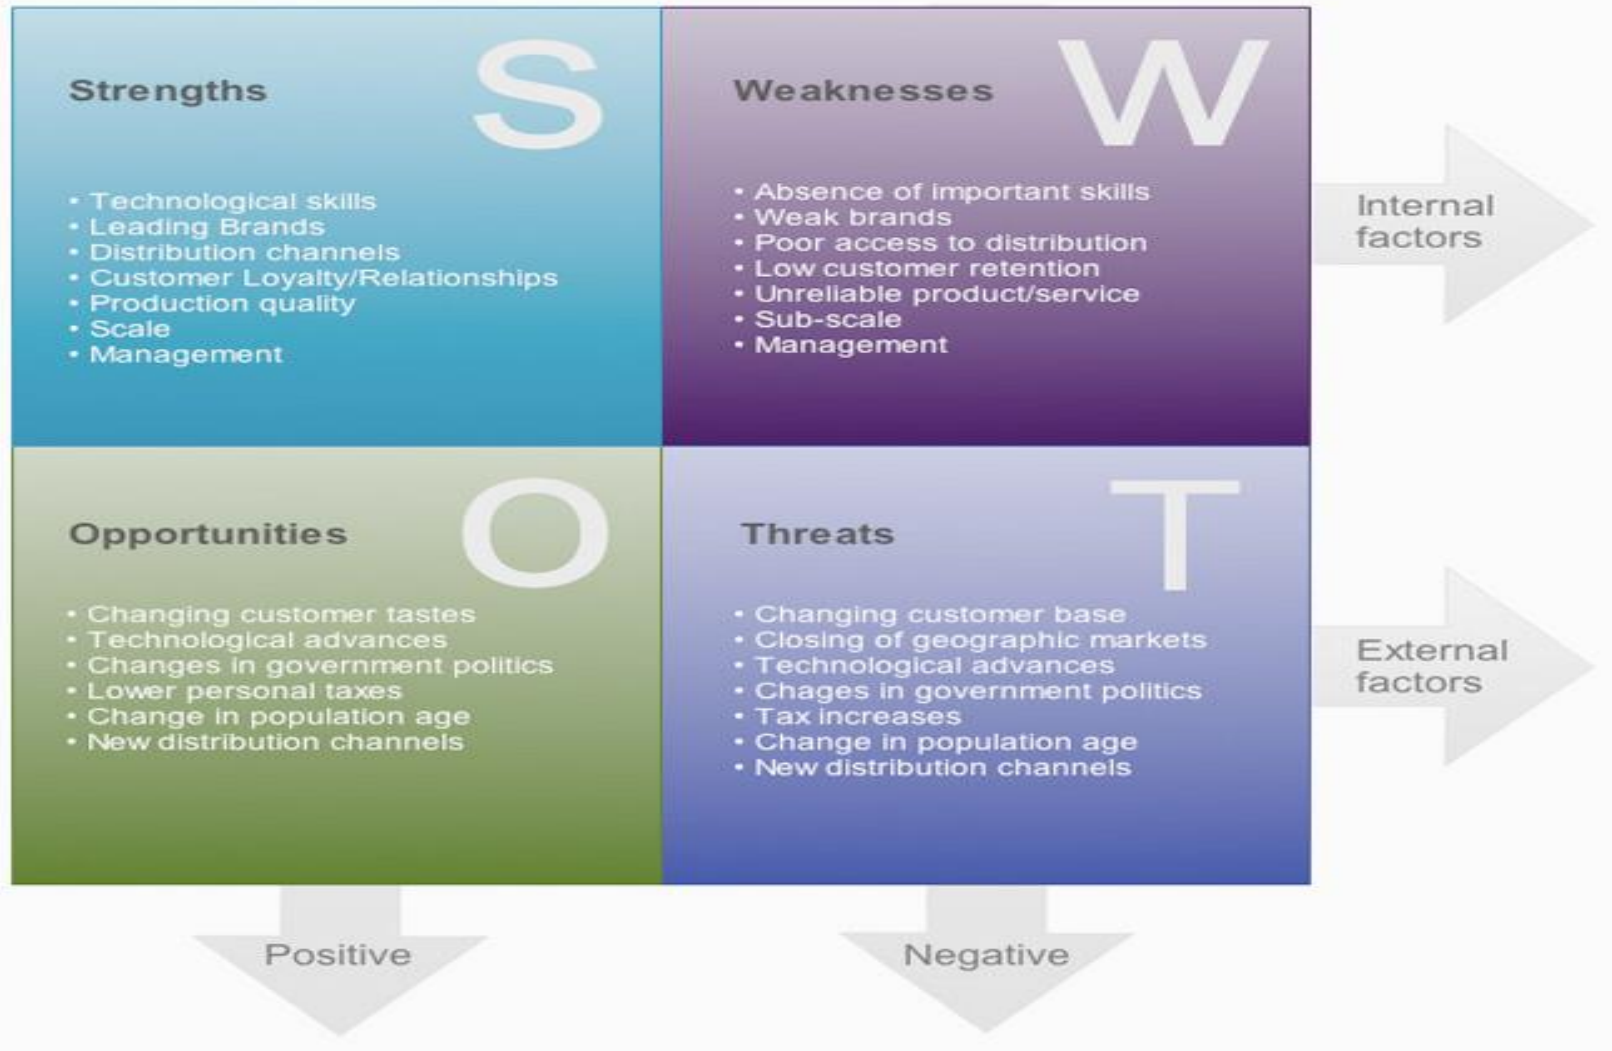 S
Strengths
• Technological skills
• Leading Brands
• Distribution channels
• Customer Loyalty/Relationships
• Production quality
• Scale
• Management
W
Weaknesses
• Absence of important skills
• Weak brands
• Poor access to distribution
• Low customer retention
• Unreliable product/service
• Sub-scale
• Management
Internal
factors
O
Opportunities
• Changing customer tastes
• Technological advances
• Changes in government politics
• Lower personal taxes
• Change in population age
• New distribution channels
T
Threats
• Changing customer base
• Closing of geographic markets
• Technological advances
• Chages in government politics
• Tax increases
• Change in population age
• New distribution channels
External
factors
Positive
Negative